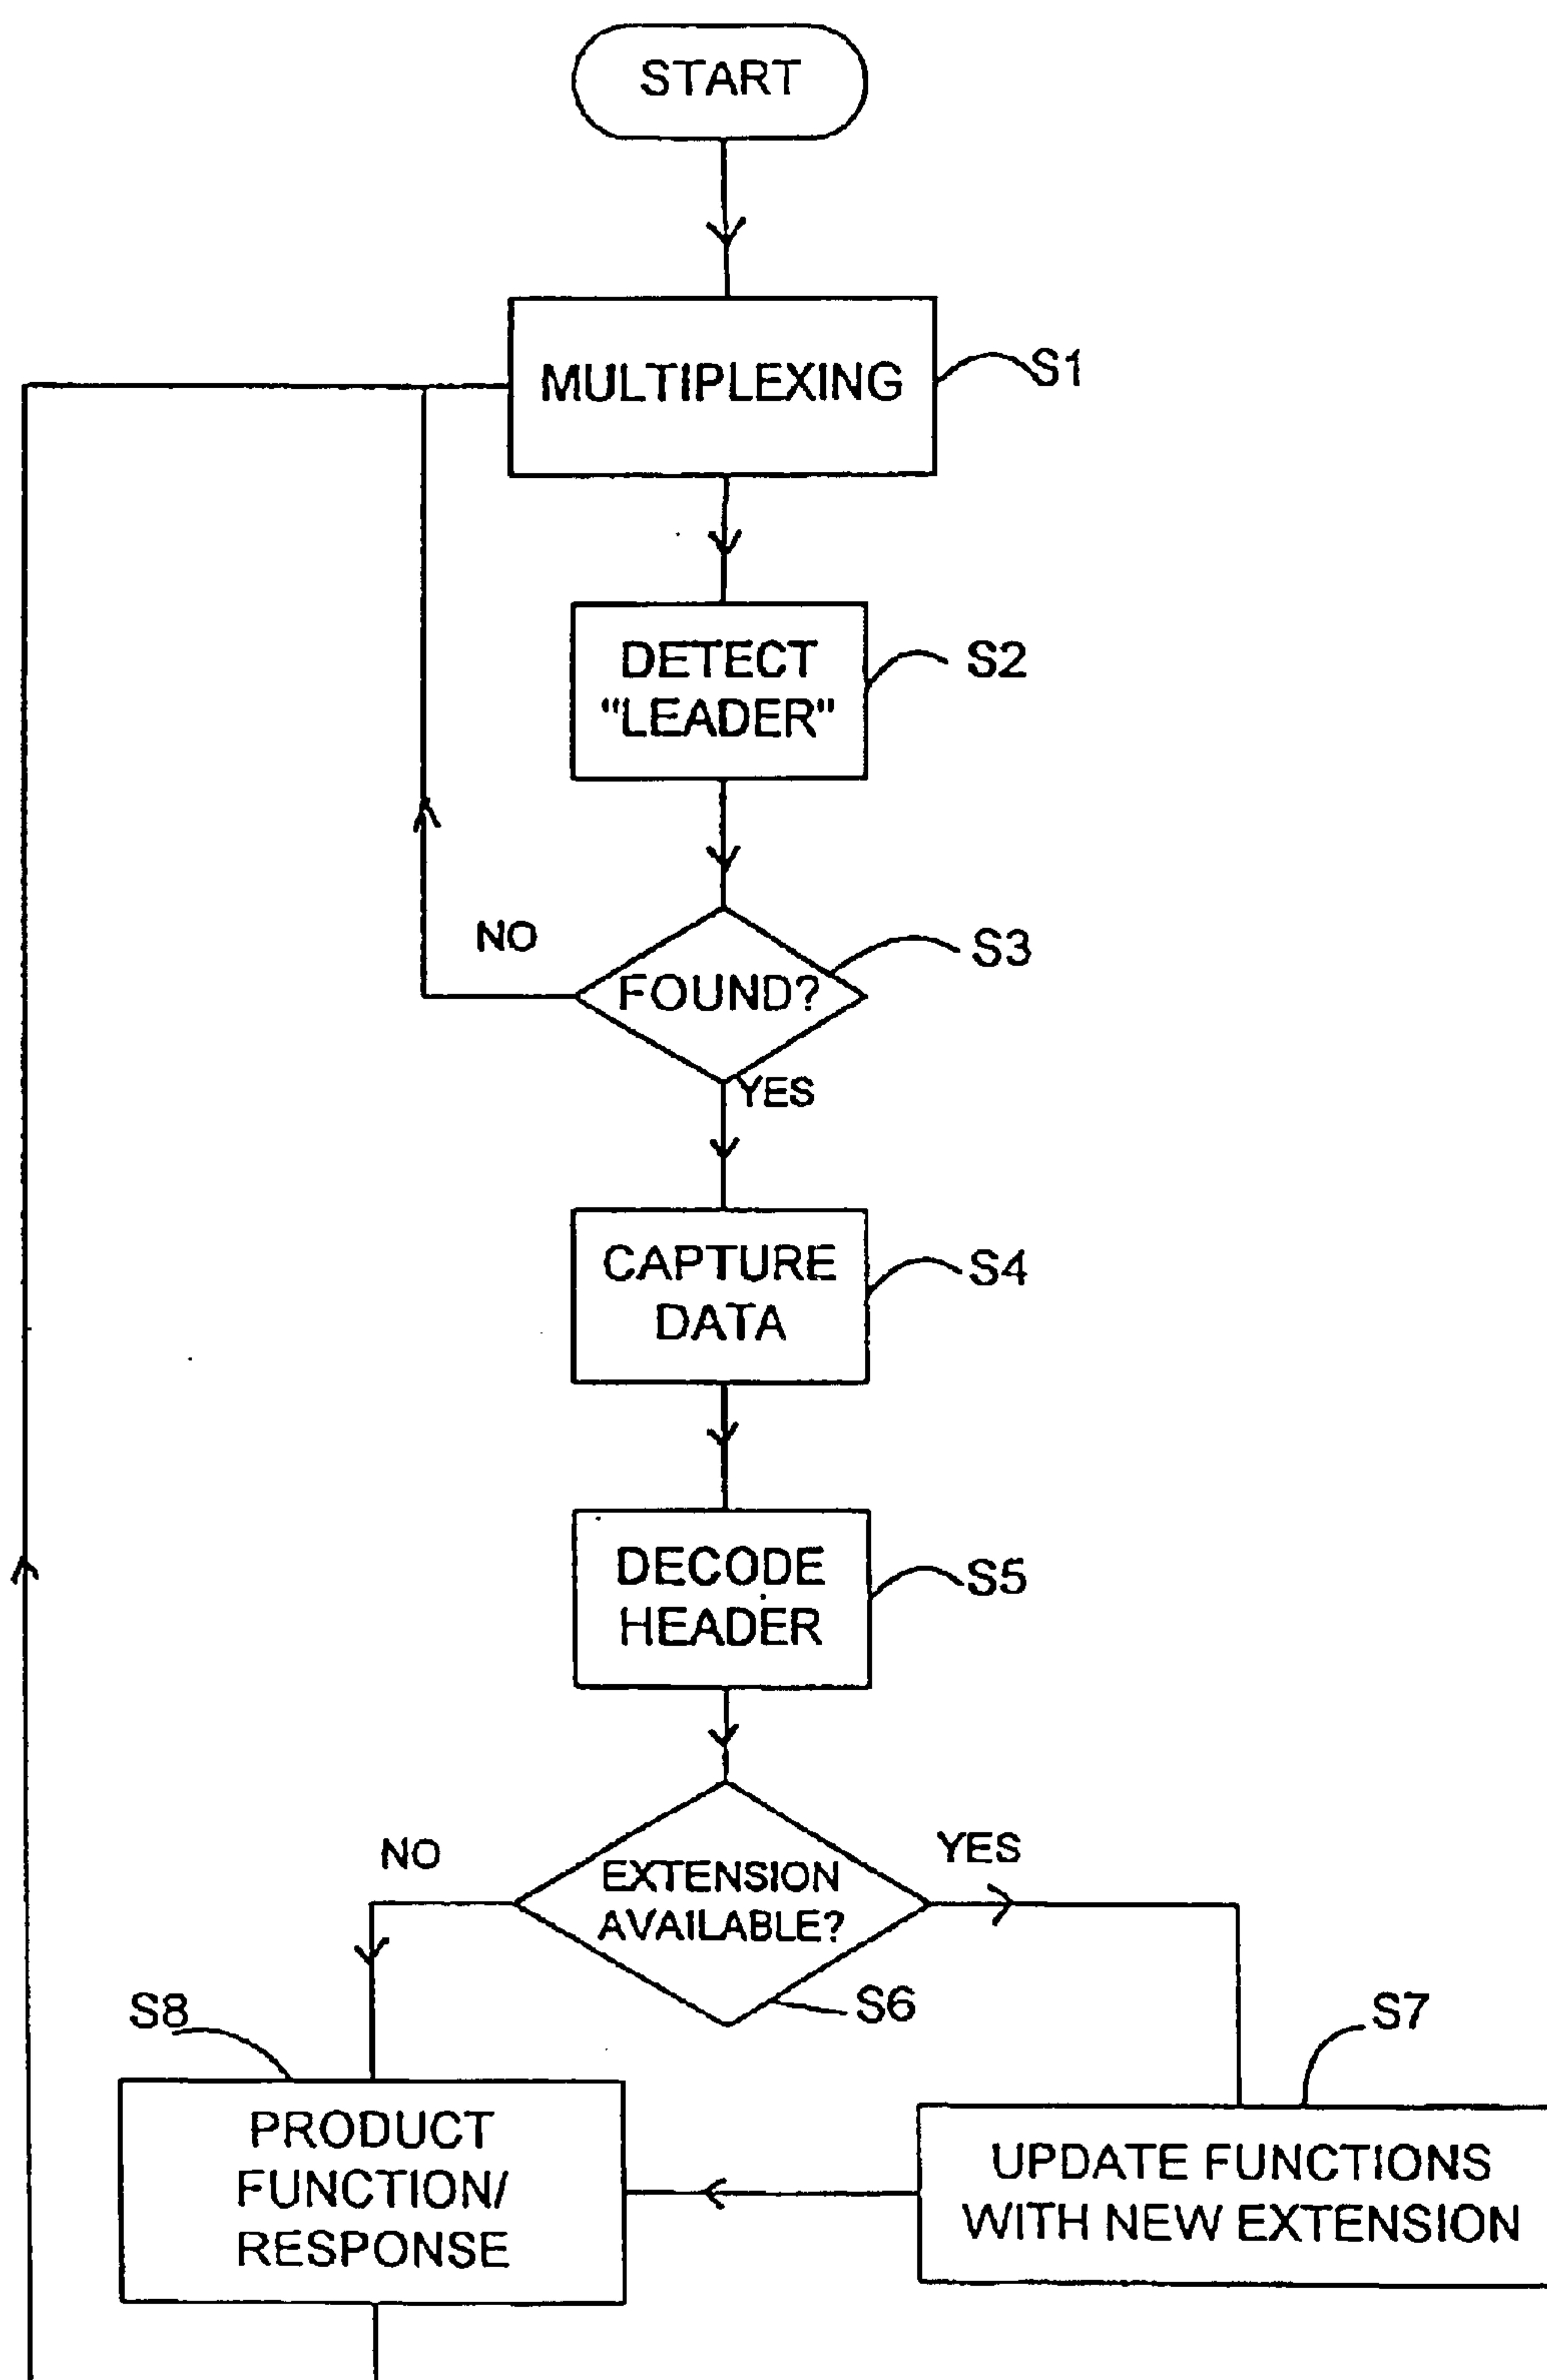 START
MULTIPLEXING
S1
DETECT
"LEADER"
S2
NO
FOUND?
S3
YES
CAPTURE
DATA
S4
DECODE
HEADER
S5
NO
EXTENSION
AVAILABLE?
YES
S6
S8
S7
PRODUCT
FUNCTION/
RESPONSE
UPDATE FUNCTIONS
WITH NEW EXTENSION